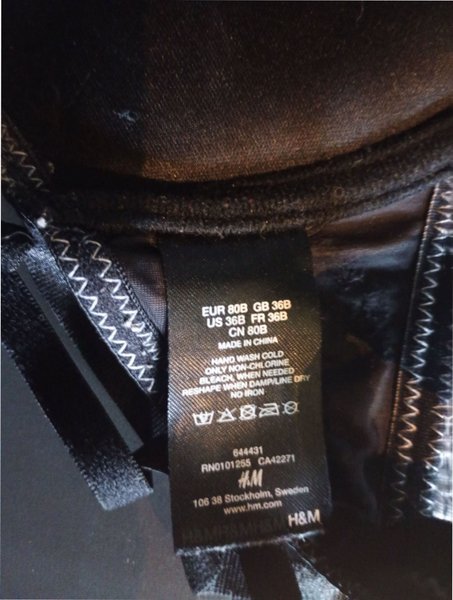 EUR 80B GB 36B
US 36B FR 36B
CN 80B
MADE IN CHINA
HAND WASH COLD
ONLY NON-CHLORINE
BLEACH, WHEN NEEDED
RESHAPE WHEN DAMP/LINE DRY
NO IRON
644431
RN0101255 CA42271
H&M
106 38 Stockholm, Sweden
www.hm.com
H&M H&M H&M H&M